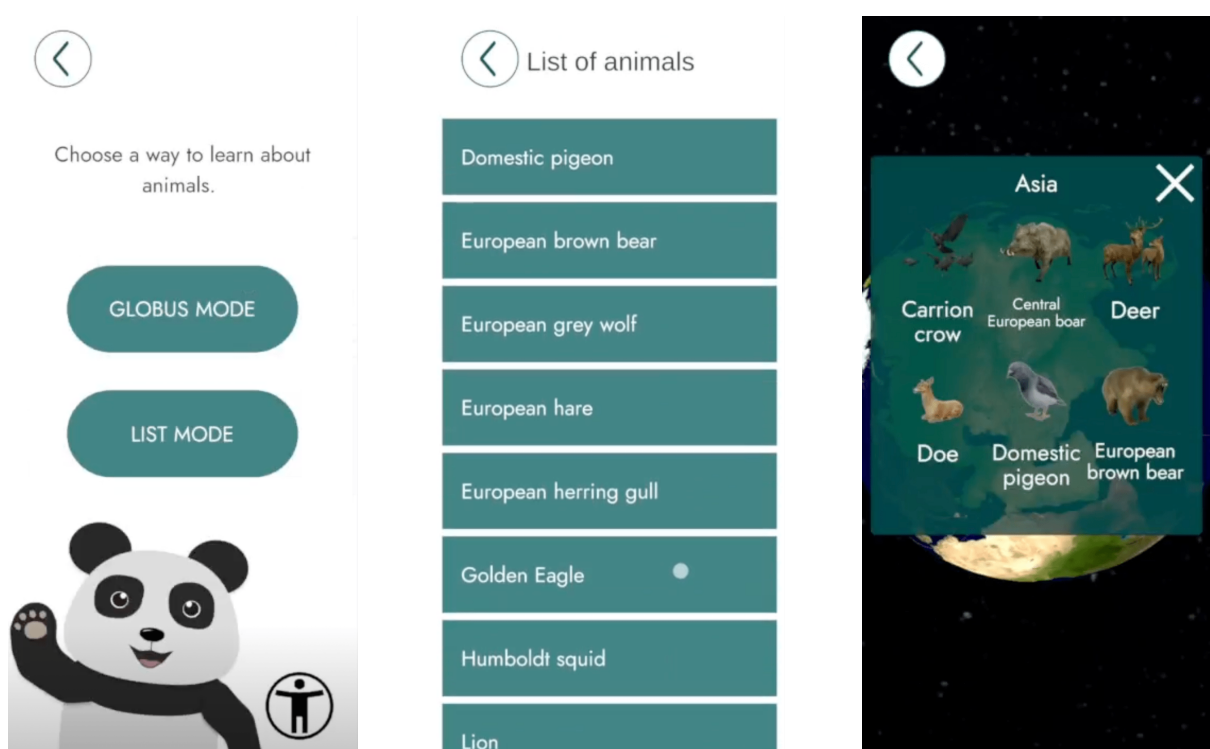 Choose a way to learn about
animals.
GLOBUS MODE
LIST MODE
List of animals
Domestic pigeon
European brown bear
European grey wolf
European hare
European herring gull
Golden Eagle
Humboldt squid
Lion
Asia
Carrion
crow
Central
European boar
Deer
Doe
Domestic
pigeon
European
brown bear